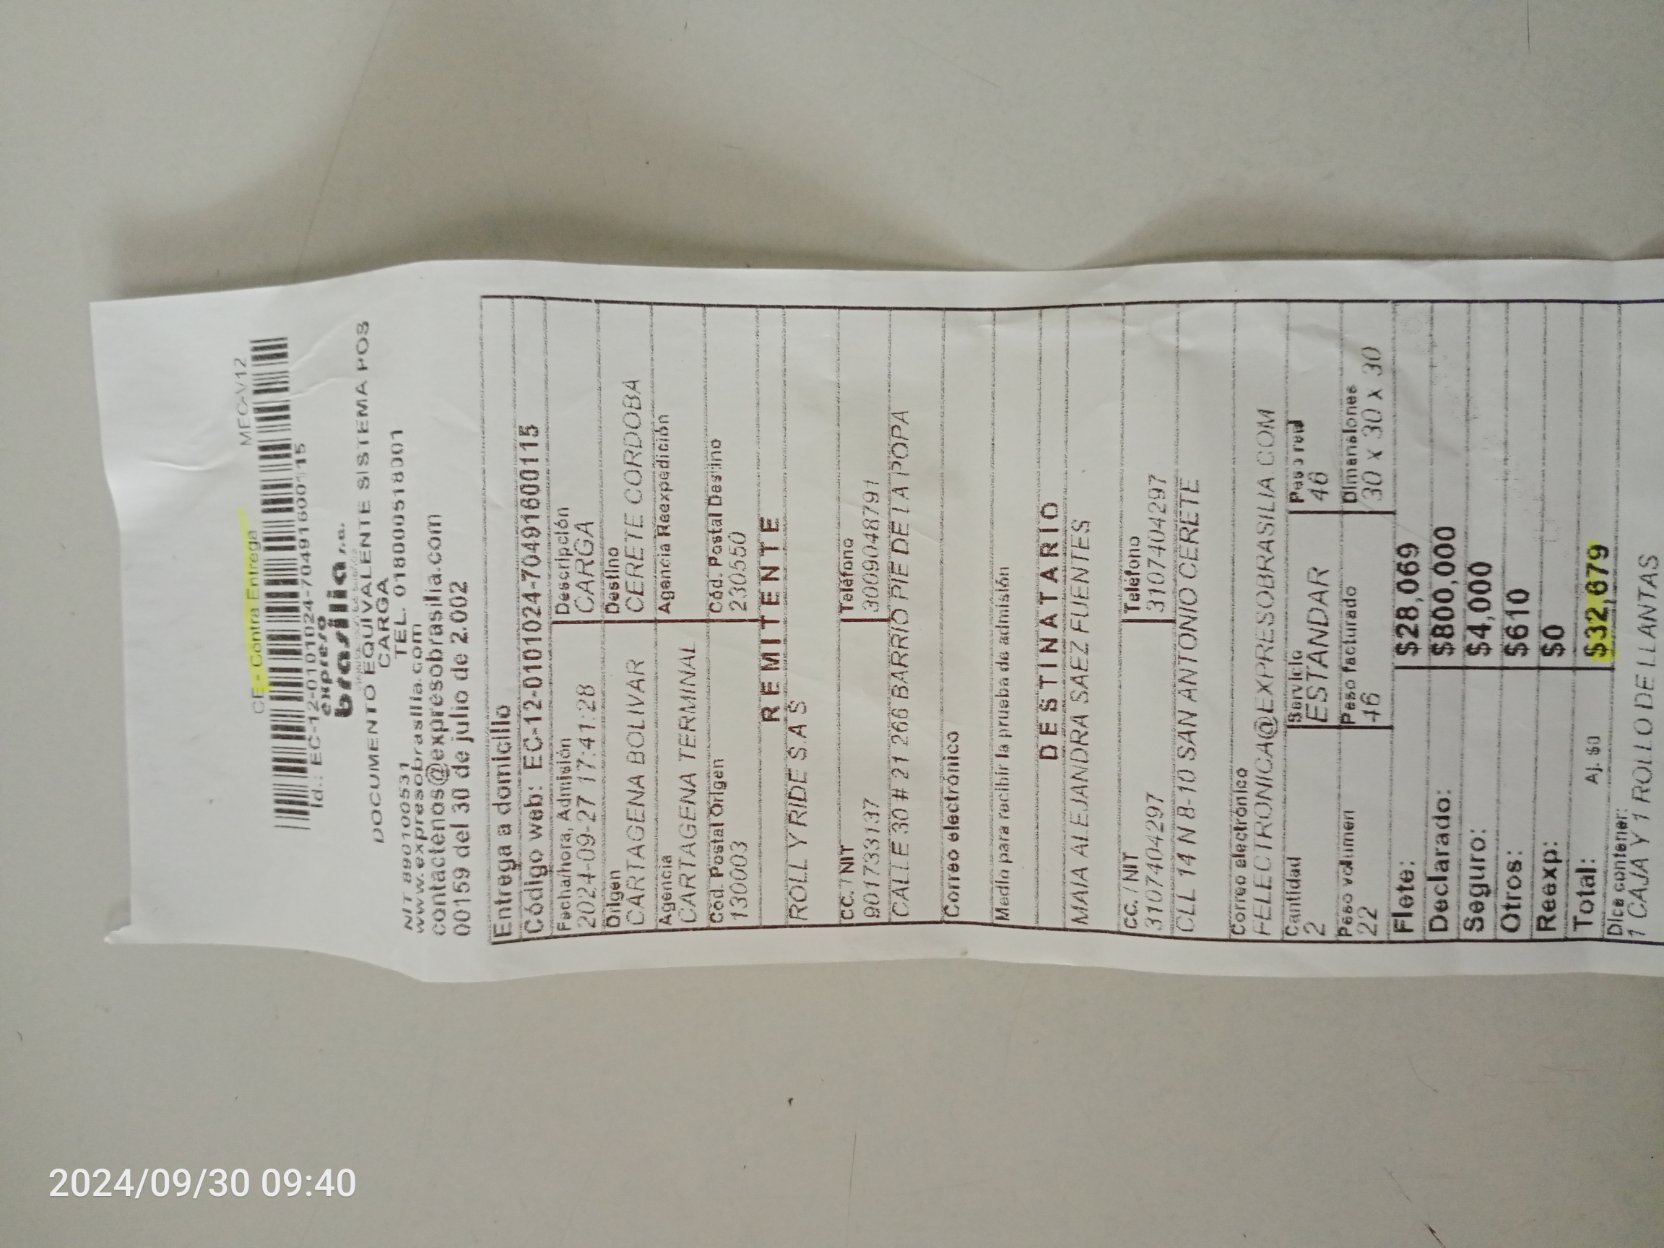 CE - Contra Entrega
MEC-V12
Id.: EC-12-0101024-70491600115
expreso
brasilia s.a.
DOCUMENTO EQUIVALENTE SISTEMA POS
CARGA
NIT 890100531 TEL. 018000518001
www.expresobrasilia.com
contactenos@expresobrasilia.com
00159 del 30 de julio de 2.002
Entrega a domicilio
Código web: EC-12-0101024-70491600115
Fecha/hora, Admisión Descripción
2024-09-27 17:41:28 CARGA
Origen Destino
CARTAGENA BOLIVAR CERETE CORDOBA
Agencia Agencia Reexpedición
CARTAGENA TERMINAL
Cód. Postal Origen Cód. Postal Destino
130003 230550
REMITENTE
ROLL Y RIDE S A S
CC. / NIT Teléfono
901733137 3009048791
CALLE 30 # 21 266 BARRIO PIE DE LA POPA
Correo electrónico
Medio para recibir la prueba de admisión
DESTINATARIO
MAIA ALEJANDRA SAEZ FUENTES
CC. / NIT Teléfono
3107404297 3107404297
CLL 14 N 8-10 SAN ANTONIO CERETE
Correo electrónico
FELECTRONICA@EXPRESOBRASILIA.COM
Cantidad Servicio Peso real
2 ESTANDAR 46
Peso volumen Peso facturado Dimensiones
22 46 30 x 30 x 30
Flete: $28,069
Declarado: $800,000
Seguro: $4,000
Otros: $610
Reexp: $0
Total: Aj. $0 $32,679
Dice contener:
1 CAJA Y 1 ROLLO DE LLANTAS
2024/09/30 09:40